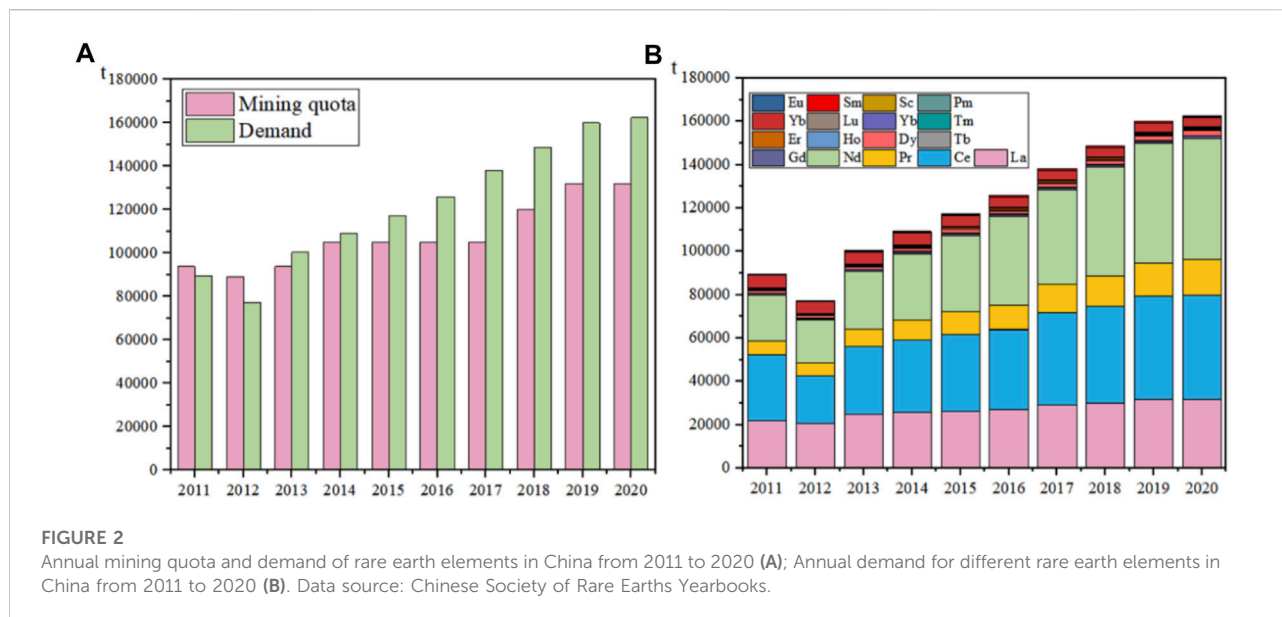 A
t
180000
160000
140000
120000
100000
80000
60000
40000
20000
0
Mining quota
Demand
2011 2012 2013 2014 2015 2016 2017 2018 2019 2020
B
t
180000
160000
140000
120000
100000
80000
60000
40000
20000
0
Eu Sm Sc Pm
Yb Lu Yb Tm
Er Ho Dy Tb
Gd Nd Pr Ce La
2011 2012 2013 2014 2015 2016 2017 2018 2019 2020
FIGURE 2
Annual mining quota and demand of rare earth elements in China from 2011 to 2020 (A); Annual demand for different rare earth elements in
China from 2011 to 2020 (B). Data source: Chinese Society of Rare Earths Yearbooks.